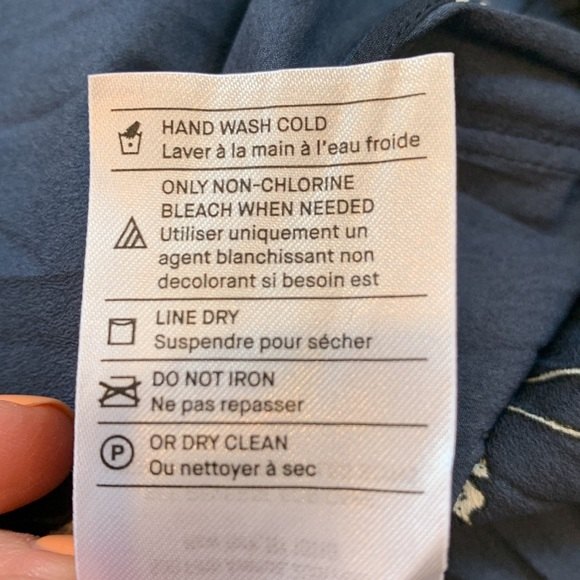 HAND WASH COLD
Laver à la main à l'eau froide
ONLY NON-CHLORINE
BLEACH WHEN NEEDED
Utiliser uniquement un
agent blanchissant non
decolorant si besoin est
LINE DRY
Suspendre pour sécher
DO NOT IRON
Ne pas repasser
P OR DRY CLEAN
Ou nettoyer à sec